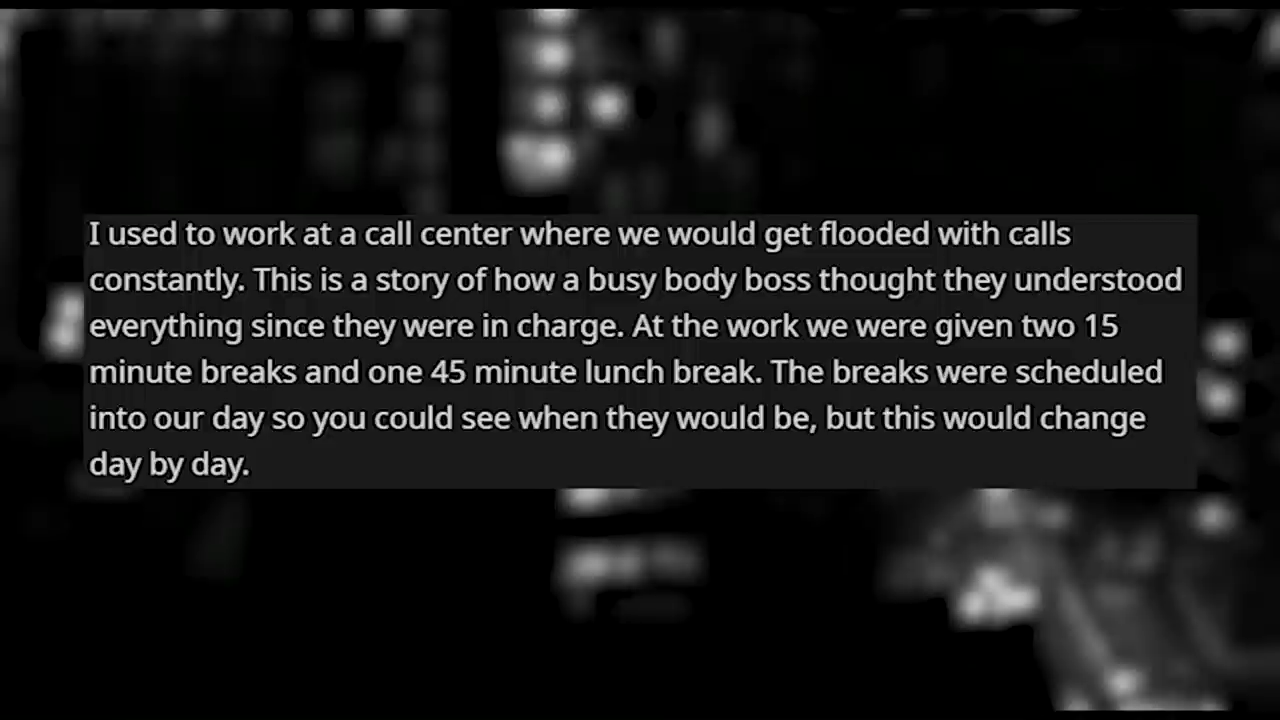 I used to work at a call center where we would get flooded with calls
constantly. This is a story of how a busy body boss thought they understood
everything since they were in charge. At the work we were given two 15
minute breaks and one 45 minute lunch break. The breaks were scheduled
into our day so you could see when they would be, but this would change
day by day.